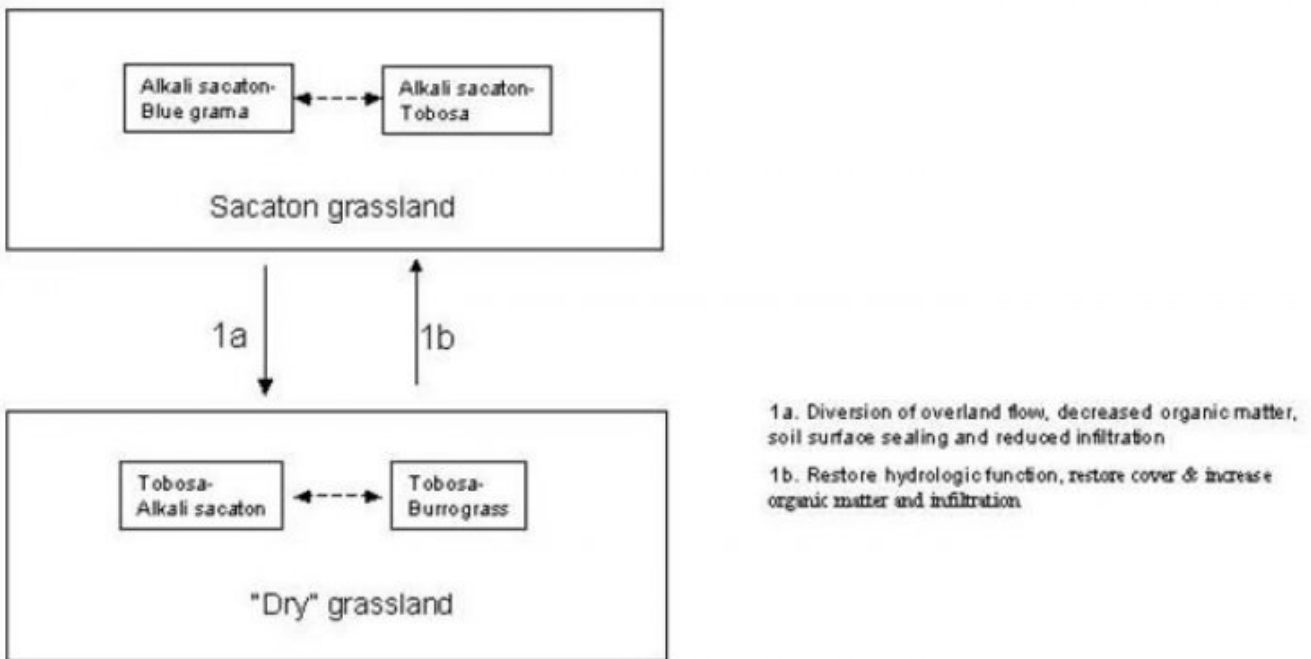 Alkali sacaton-
Blue grama
Alkali sacaton-
Tobosa
Sacaton grassland
1a
1b
Tobosa-
Alkali sacaton
Tobosa-
Burrograss
"Dry" grassland
1a. Diversion of overland flow, decreased organic matter,
soil surface sealing and reduced infiltration
1b. Restore hydrologic function, restore cover & increase
organic matter and infiltration